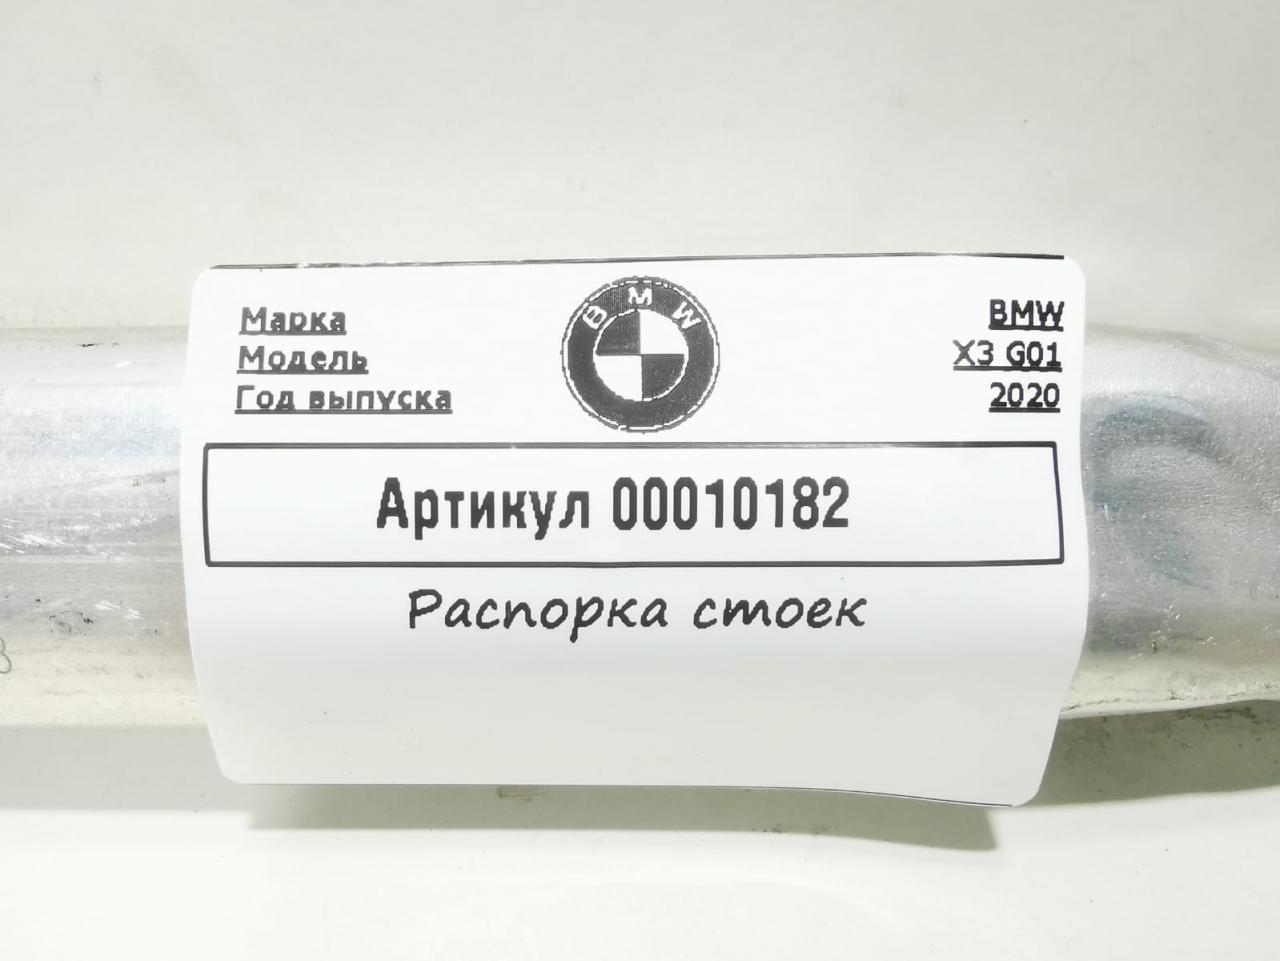 BMW
Марка BMW
Модель X3 G01
Год выпуска 2020
Артикул 00010182
Распорка стоек